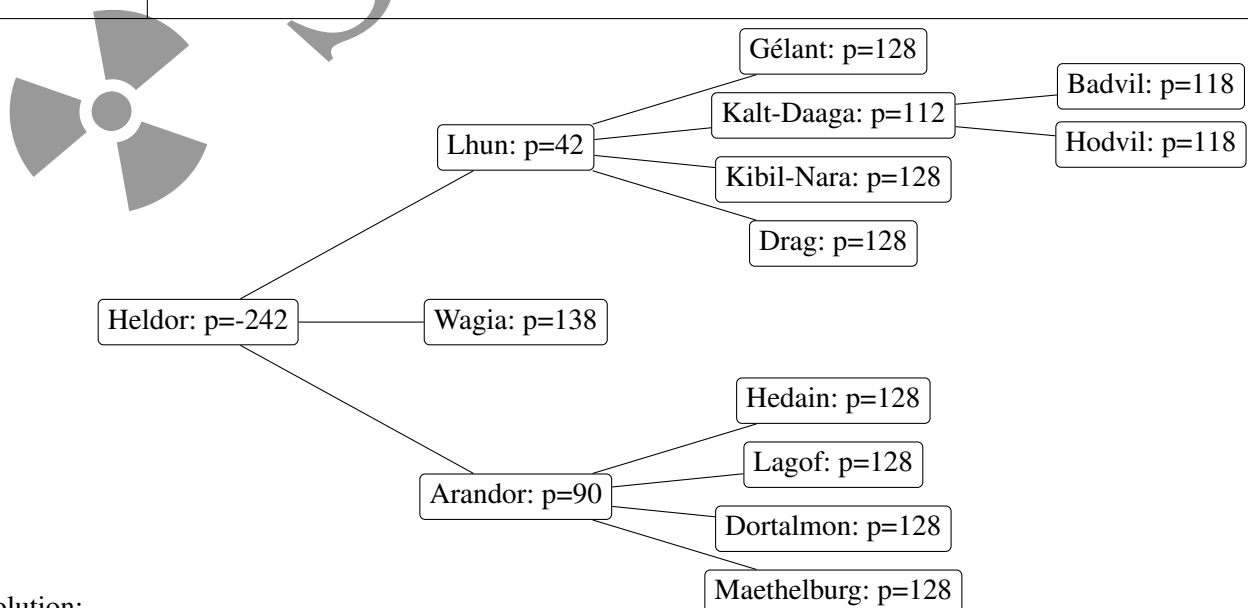 Gélant: p=128
Badvil: p=118
Kalt-Daaga: p=112
Lhun: p=42
Hodvil: p=118
Kibil-Nara: p=128
Drag: p=128
Heldor: p=-242
Wagia: p=138
Hedain: p=128
Lagof: p=128
Arandor: p=90
Dortalmon: p=128
Maethelburg: p=128